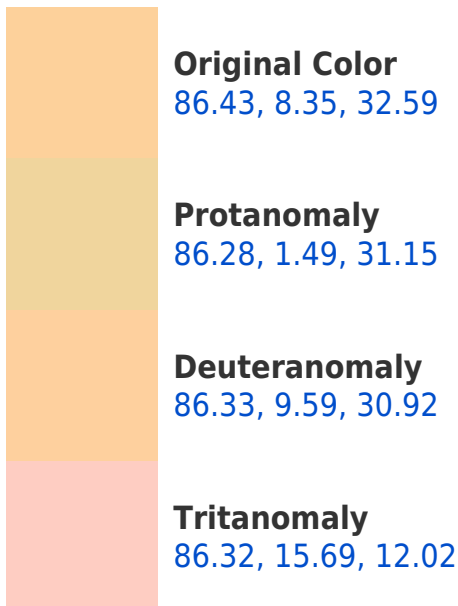 Original Color
86.43, 8.35, 32.59
Protanomaly
86.28, 1.49, 31.15
Deuteranomaly
86.33, 9.59, 30.92
Tritanomaly
86.32, 15.69, 12.02